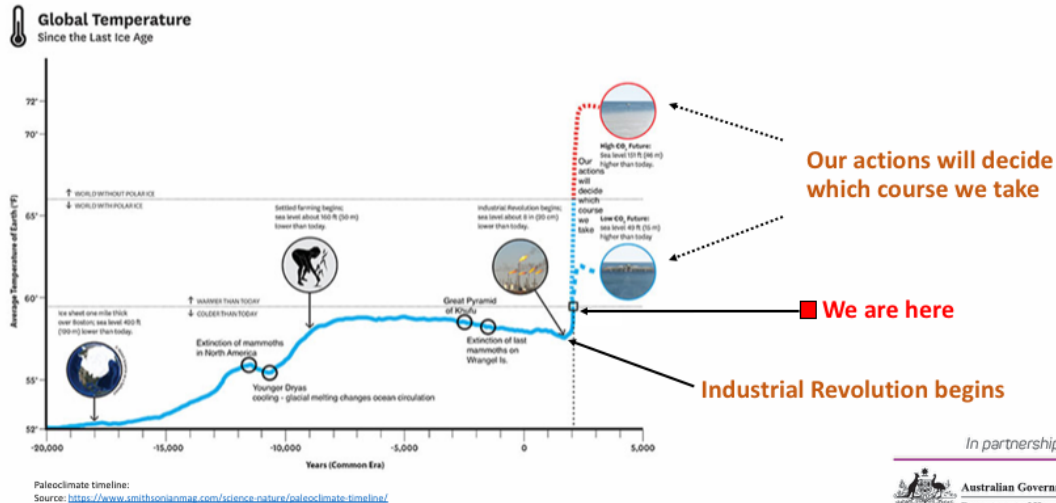 Global Temperature
Since the Last Ice Age
72°
70°
65°
60°
55°
52°
Average Temperature of Earth (°F)
↑ WORLD WITHOUT POLAR ICE
↓ WORLD WITH POLAR ICE
↑ WARMER THAN TODAY
↓ COLDER THAN TODAY
Ice sheet one mile thick
over Boston; sea level 400 ft
lower than today.
Extinction of mammoths
in North America
Younger Dryas
cooling - glacial melting changes ocean circulation
Settled farming begins;
sea level about 160 ft (50 m)
lower than today.
Great Pyramid
of Khufu
Extinction of last
mammoths on
Wrangel Is.
Industrial Revolution begins;
sea level about 8 in (20 cm)
lower than today.
Our
actions
will
decide
which
course
we
take
High CO₂ Future:
Sea level 151 ft (46 m)
higher than today.
Low CO₂ Future:
sea level 49 ft (15 m)
higher than today
Our actions will decide
which course we take
We are here
Industrial Revolution begins
-20,000
-15,000
-10,000
-5,000
0
5,000
Years (Common Era)
Paleoclimate timeline:
Source: https://www.smithsonianmag.com/science-nature/paleoclimate-timeline/
In partnership
Australian Governm